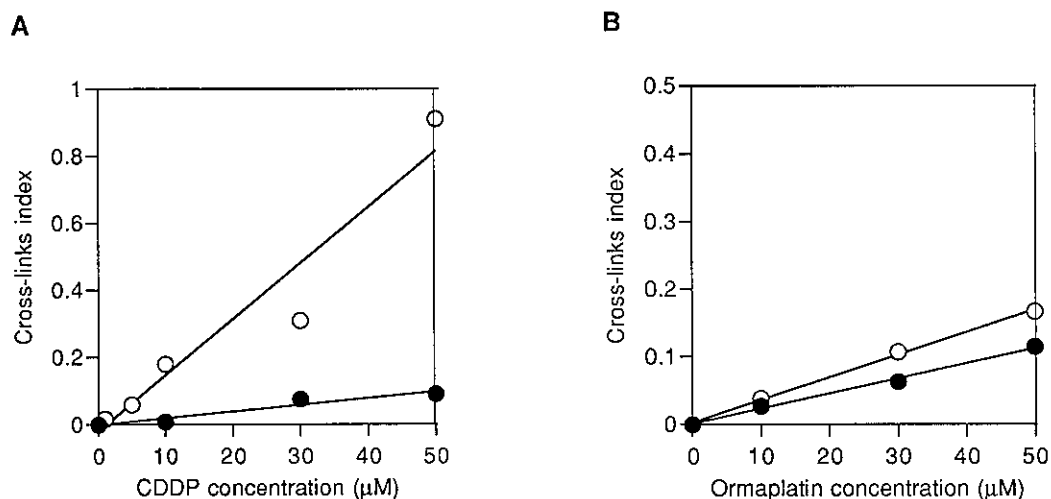 A
B
1
0.8
0.6
0.4
0.2
0
Cross-links index
0 10 20 30 40 50
CDDP concentration (μM)
0.5
0.4
0.3
0.2
0.1
0
Cross-links index
0 10 20 30 40 50
Ormaplatin concentration (μM)